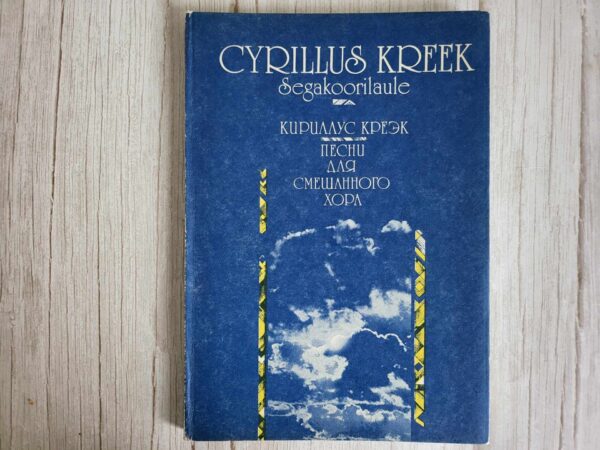 CYRILLUS KREEK
Segakoorilaule
КИРИЛЛУС КРЕЭК
ПЕСНИ
ДЛЯ
СМЕШАННОГО
ХОРА